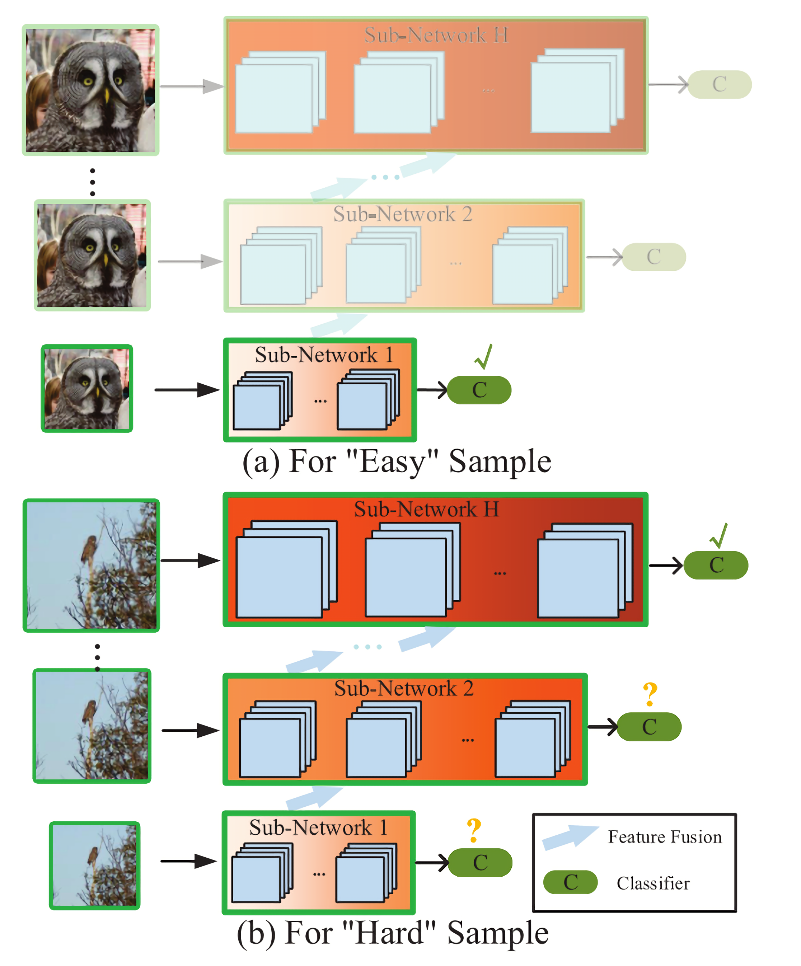 Sub-Network H
...
C
Sub-Network 2
...
C
Sub-Network 1
...
C
(a) For "Easy" Sample
Sub-Network H
...
C
Sub-Network 2
?
...
C
Sub-Network 1
?
...
C
Feature Fusion
C
Classifier
(b) For "Hard" Sample